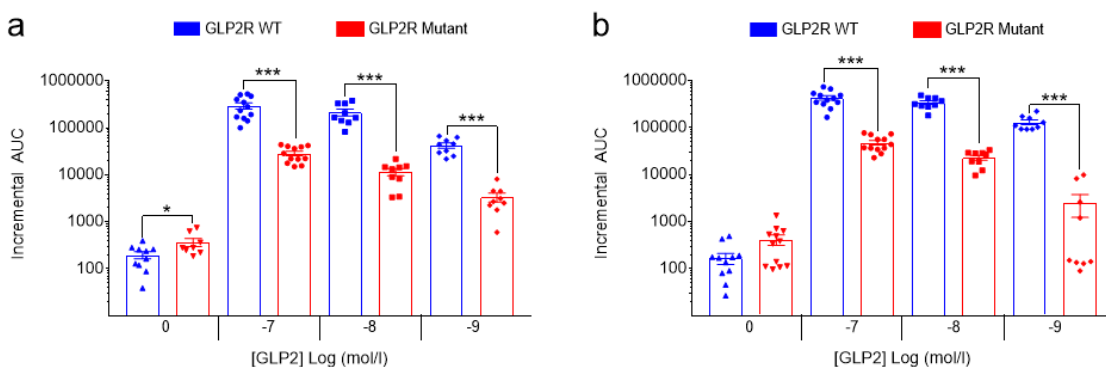 a
GLP2R WT GLP2R Mutant
1000000
100000
10000
1000
100
Incremental AUC
*** *** *** *
0 -7 -8 -9
[GLP2] Log (mol/l)
b
GLP2R WT GLP2R Mutant
1000000
100000
10000
1000
100
Incremental AUC
*** *** ***
0 -7 -8 -9
[GLP2] Log (mol/l)